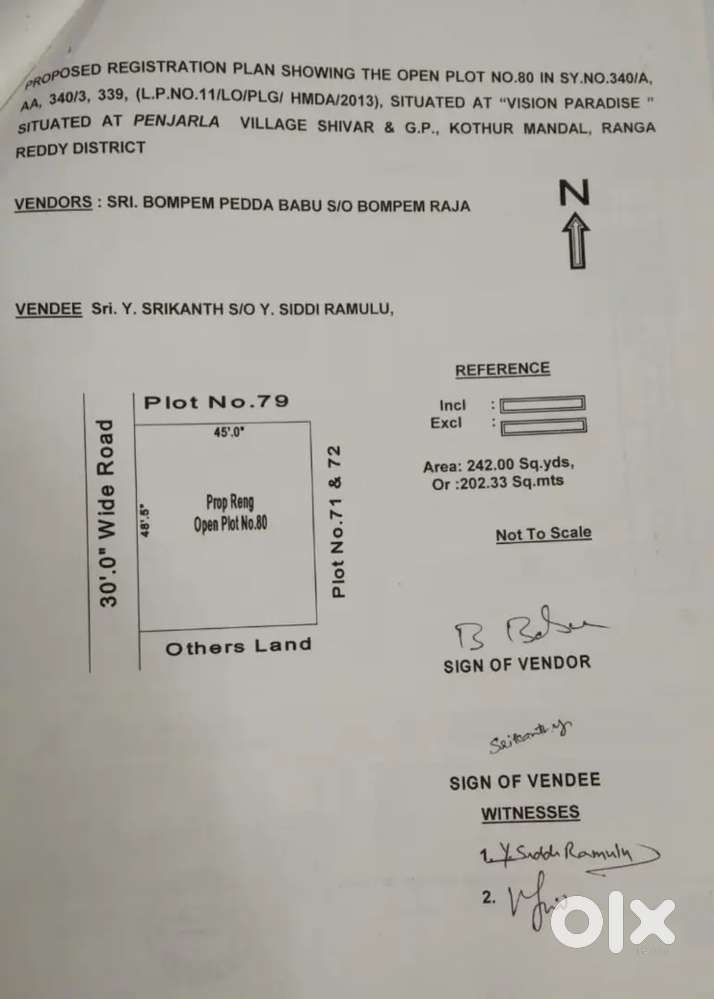 PROPOSED REGISTRATION PLAN SHOWING THE OPEN PLOT NO.80 IN SY.NO.340/A,
AA, 340/3, 339, (L.P.NO.11/LO/PLG/ HMDA/2013), SITUATED AT "VISION PARADISE "
SITUATED AT PENJARLA VILLAGE SHIVAR & G.P., KOTHUR MANDAL, RANGA
REDDY DISTRICT
VENDORS : SRI. BOMPEM PEDDA BABU S/O BOMPEM RAJA
N
VENDEE Sri. Y. SRIKANTH S/O Y. SIDDI RAMULU,
REFERENCE
Incl :
Excl :
Area: 242.00 Sq.yds,
Or :202.33 Sq.mts
Not To Scale
Plot No.79
45'.0"
30'.0" Wide Road
48'.5"
Prop Reng
Open Plot No.80
Plot No.71 & 72
Others Land
SIGN OF VENDOR
Srikanth.y
SIGN OF VENDEE
WITNESSES
1. Y. Siddi Ramulu
2.
olx